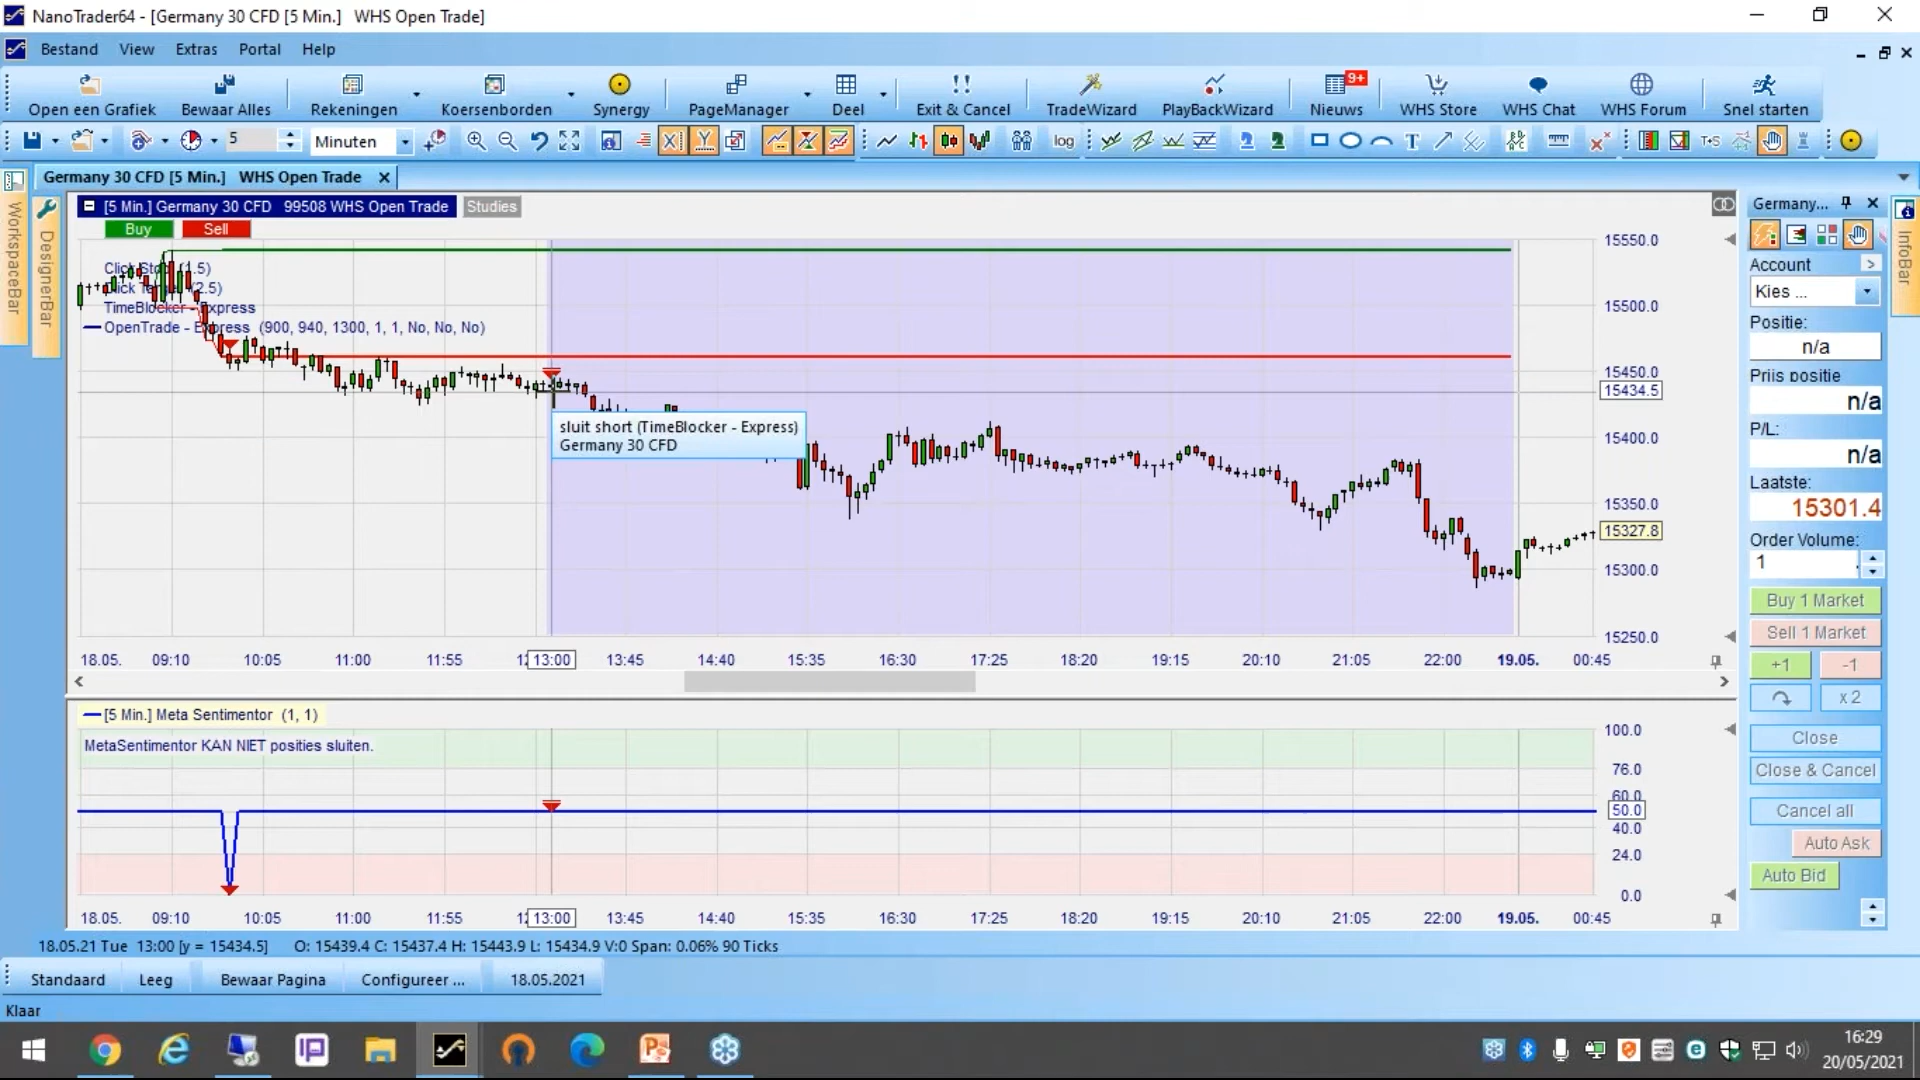 NanoTrader64 - [Germany 30 CFD [5 Min.]   WHS Open Trade]
Bestand View Extras Portal Help
Open een Grafiek Bewaar Alles Rekeningen Koersenborden Synergy PageManager Deel Exit & Cancel TradeWizard PlayBackWizard 9+ Nieuws WHS Store WHS Chat WHS Forum Snel starten
5 Minuten log T
Germany 30 CFD [5 Min.]   WHS Open Trade
WorkspaceBar
DesignerBar
[5 Min.] Germany 30 CFD   99508 WHS Open Trade Studies
Buy Sell
Click Stop (1.5)
(2.5)
TimeBlocker - Express
OpenTrade - Express (900, 940, 1300, 1, 1, No, No, No)
sluit short (TimeBlocker - Express)
Germany 30 CFD
15550.0
15500.0
15450.0
15434.5
15400.0
15350.0
15327.8
15300.0
15250.0
18.05. 09:10 10:05 11:00 11:55 13:00 13:45 14:40 15:35 16:30 17:25 18:20 19:15 20:10 21:05 22:00 19.05. 00:45
[5 Min.] Meta Sentimentor (1, 1)
MetaSentimentor KAN NIET posities sluiten.
100.0
76.0
60.0
50.0
40.0
24.0
0.0
18.05. 09:10 10:05 11:00 11:55 13:00 13:45 14:40 15:35 16:30 17:25 18:20 19:15 20:10 21:05 22:00 19.05. 00:45
18.05.21 Tue 13:00 [y = 15434.5] O: 15439.4 C: 15437.4 H: 15443.9 L: 15434.9 V:0 Span: 0.06% 90 Ticks
Germany...
Account >
Kies ...
Positie:
n/a
Prijs positie
n/a
P/L:
n/a
Laatste:
15301.4
Order Volume:
1
Buy 1 Market
Sell 1 Market
+1 -1
x 2
Close
Close & Cancel
Cancel all
Auto Ask
Auto Bid
InfoBar
Standaard Leeg Bewaar Pagina Configureer ... 18.05.2021
Klaar
16:29
20/05/2021